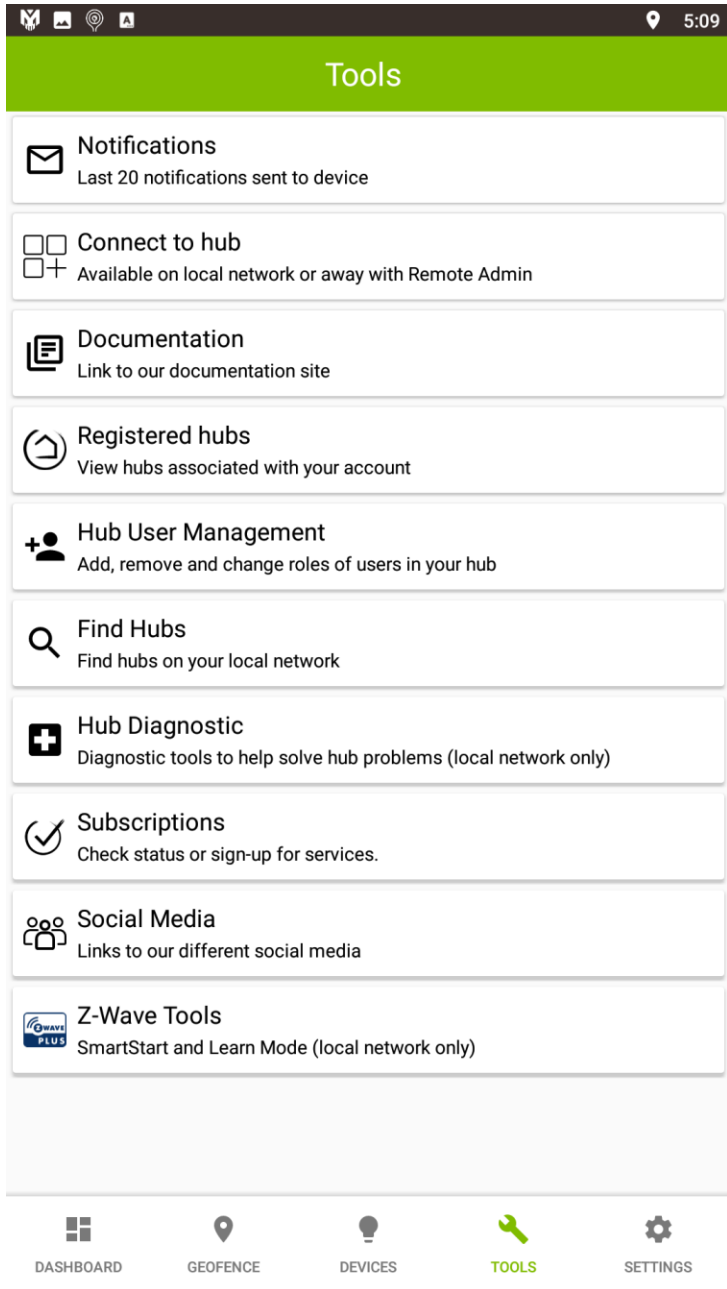 5:09
Tools
Notifications
Last 20 notifications sent to device
Connect to hub
Available on local network or away with Remote Admin
Documentation
Link to our documentation site
Registered hubs
View hubs associated with your account
Hub User Management
Add, remove and change roles of users in your hub
Find Hubs
Find hubs on your local network
Hub Diagnostic
Diagnostic tools to help solve hub problems (local network only)
Subscriptions
Check status or sign-up for services.
Social Media
Links to our different social media
Z-Wave Tools
SmartStart and Learn Mode (local network only)
Z WAVE
PLUS
DASHBOARD GEOFENCE DEVICES TOOLS SETTINGS